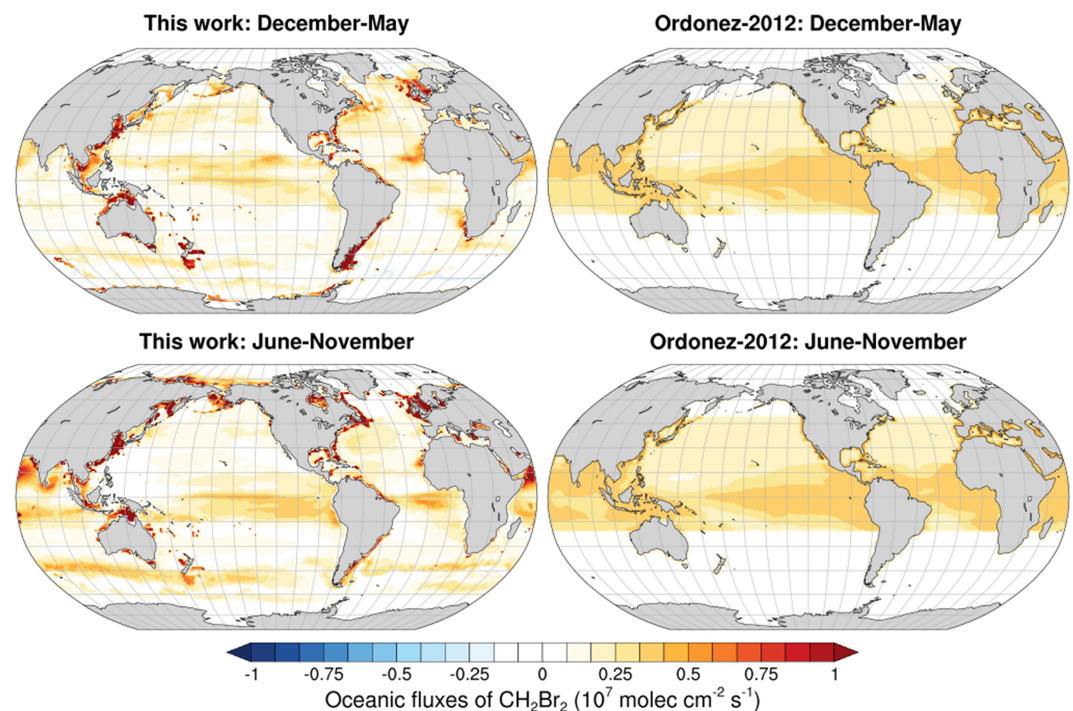 This work: December-May
Ordonez-2012: December-May
This work: June-November
Ordonez-2012: June-November
-1 -0.75 -0.5 -0.25 0 0.25 0.5 0.75 1
Oceanic fluxes of CH₂Br₂ (10⁷ molec cm⁻² s⁻¹)